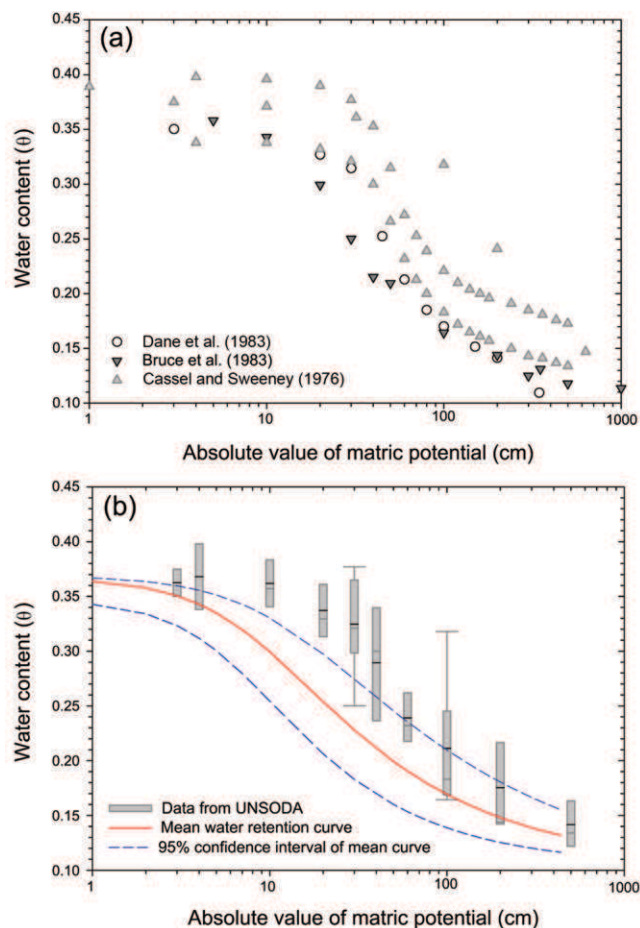 (a)
0.45
0.40
0.35
0.30
0.25
0.20
0.15
0.10
Water content (θ)
Dane et al. (1983)
Bruce et al. (1983)
Cassel and Sweeney (1976)
1 10 100 1000
Absolute value of matric potential (cm)
(b)
0.45
0.40
0.35
0.30
0.25
0.20
0.15
0.10
Water content (θ)
Data from UNSODA
Mean water retention curve
95% confidence interval of mean curve
1 10 100 1000
Absolute value of matric potential (cm)